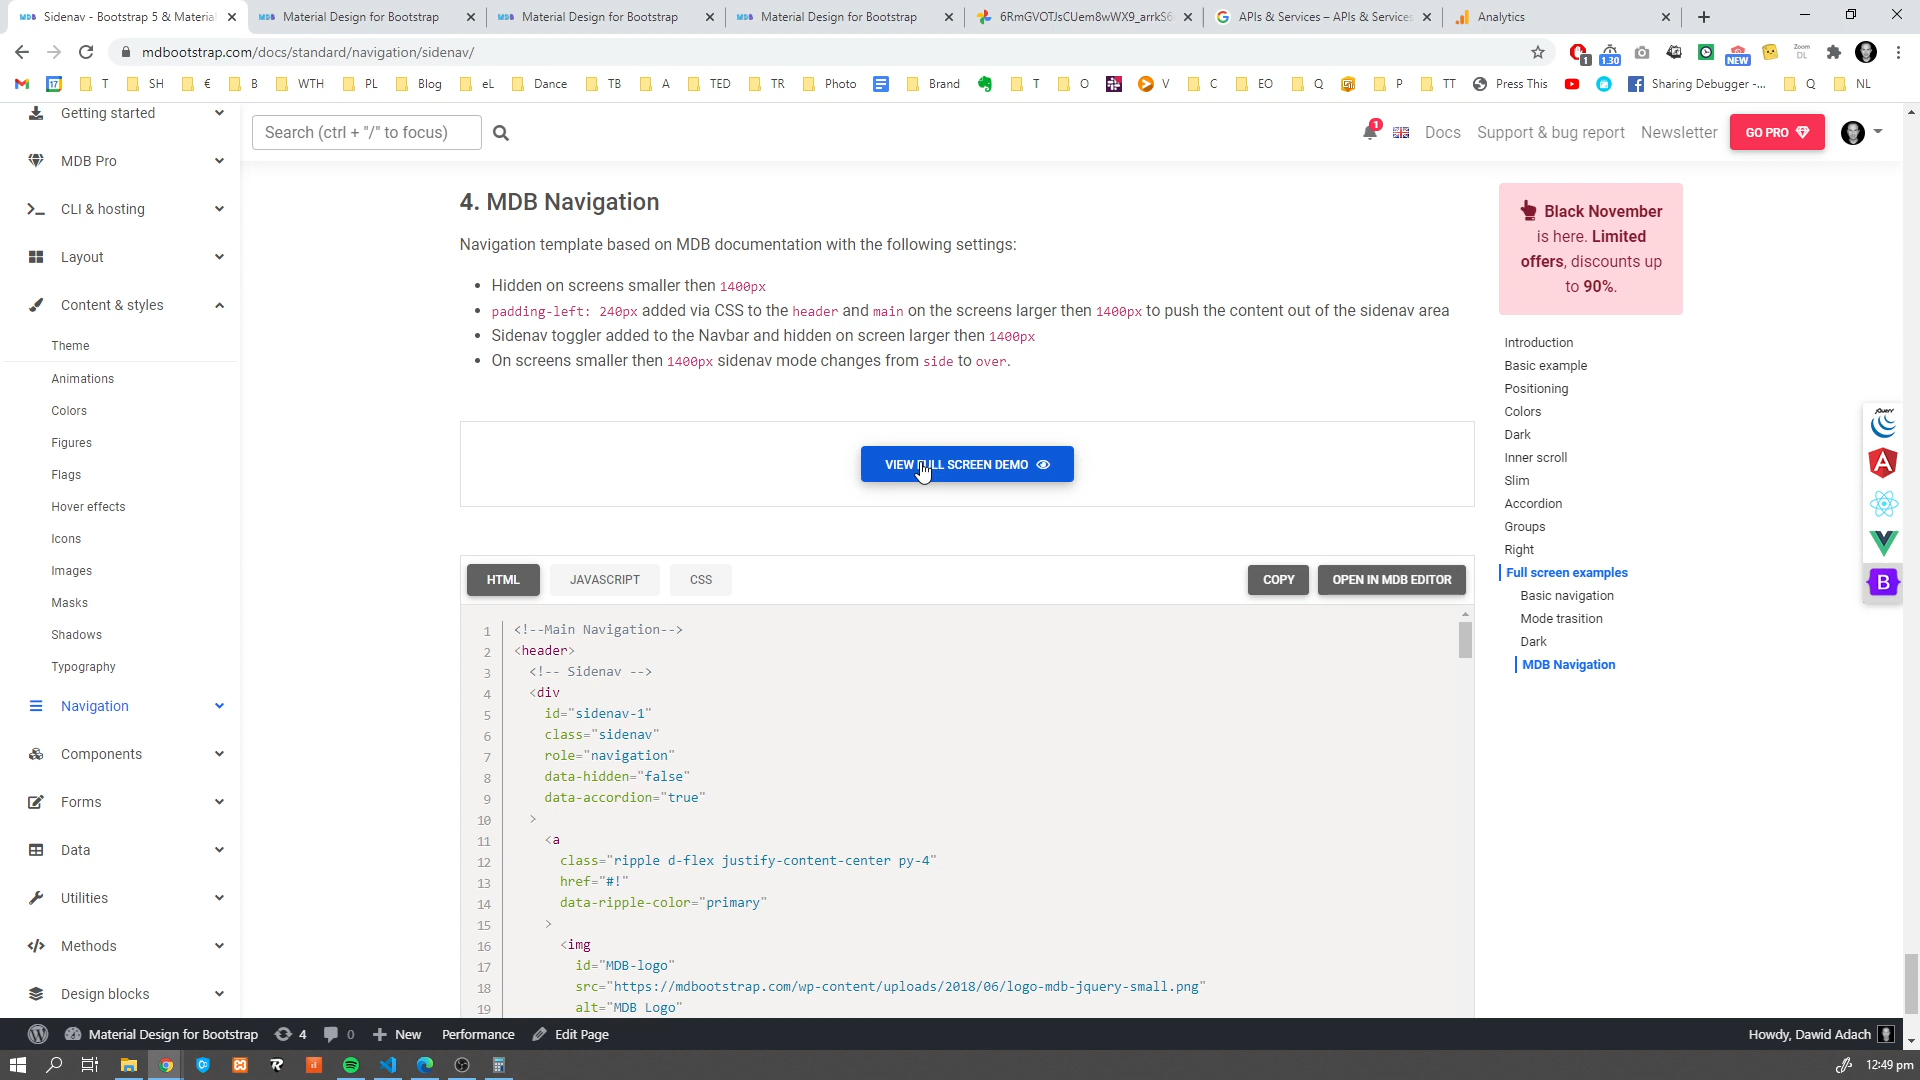 Sidenav - Bootstrap 5 & Material
Material Design for Bootstrap
Material Design for Bootstrap
Material Design for Bootstrap
6RmGVOTJsCUem8wWX9_arrkS6
APIs & Services – APIs & Services
Analytics
mdbootstrap.com/docs/standard/navigation/sidenav/
1
1.30
NEW
Zoom DL
17
T
SH
€
B
WTH
PL
Blog
eL
Dance
TB
A
TED
TR
Photo
Brand
T
O
V
C
EO
Q
P
TT
Press This
Sharing Debugger -...
Q
NL
Getting started
MDB Pro
CLI & hosting
Layout
Content & styles
Theme
Animations
Colors
Figures
Flags
Hover effects
Icons
Images
Masks
Shadows
Typography
Navigation
Components
Forms
Data
Utilities
Methods
Design blocks
Search (ctrl + "/" to focus)
1
Docs
Support & bug report
Newsletter
GO PRO
4. MDB Navigation
Navigation template based on MDB documentation with the following settings:
Hidden on screens smaller then 1400px
padding-left: 240px added via CSS to the header and main on the screens larger then 1400px to push the content out of the sidenav area
Sidenav toggler added to the Navbar and hidden on screen larger then 1400px
On screens smaller then 1400px sidenav mode changes from side to over.
VIEW FULL SCREEN DEMO
HTML
JAVASCRIPT
CSS
COPY
OPEN IN MDB EDITOR
1 <!--Main Navigation-->
2 <header>
3 <!-- Sidenav -->
4 <div
5 id="sidenav-1"
6 class="sidenav"
7 role="navigation"
8 data-hidden="false"
9 data-accordion="true"
10 >
11 <a
12 class="ripple d-flex justify-content-center py-4"
13 href="#!"
14 data-ripple-color="primary"
15 >
16 <img
17 id="MDB-logo"
18 src="https://mdbootstrap.com/wp-content/uploads/2018/06/logo-mdb-jquery-small.png"
19 alt="MDB Logo"
Black November
is here. Limited
offers, discounts up
to 90%.
Introduction
Basic example
Positioning
Colors
Dark
Inner scroll
Slim
Accordion
Groups
Right
Full screen examples
Basic navigation
Mode trasition
Dark
MDB Navigation
jQuery
A
B
Material Design for Bootstrap
4
0
New
Performance
Edit Page
Howdy, Dawid Adach
12:49 pm